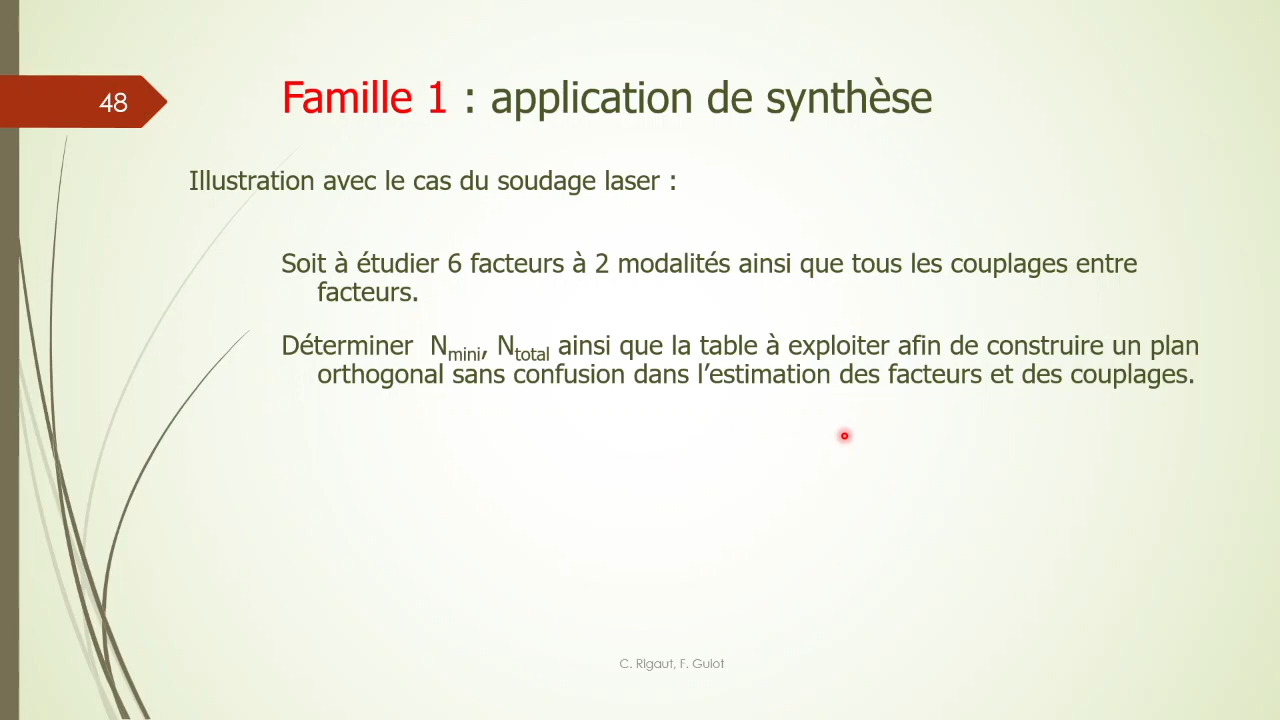 48
Famille 1 : application de synthèse
Illustration avec le cas du soudage laser :
Soit à étudier 6 facteurs à 2 modalités ainsi que tous les couplages entre
facteurs.
Déterminer Nmini, Ntotal ainsi que la table à exploiter afin de construire un plan
orthogonal sans confusion dans l’estimation des facteurs et des couplages.
C. Rigaut, F. Guiot